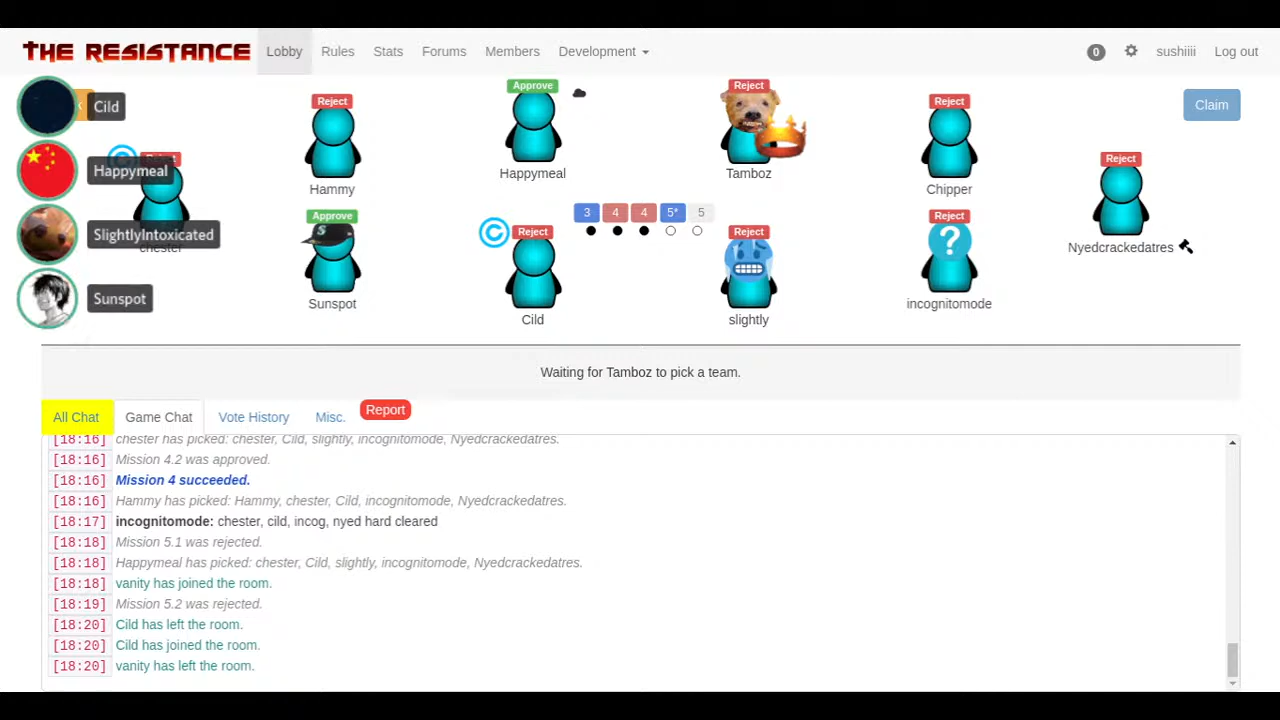 THE RESISTANCE Lobby Rules Stats Forums Members Development 0 sushiiii Log out
Cild
Happymeal
SlightlyIntoxicated
Sunspot
Reject
Approve
Reject
Reject
Claim
Reject
Reject
Hammy
Happymeal
Tamboz
Chipper
chester
Nyedcrackedatres
3 4 4 5* 5
Approve
S
C
Reject
Reject
Reject
?
Sunspot
Cild
slightly
incognitomode
Waiting for Tamboz to pick a team.
All Chat Game Chat Vote History Misc. Report
[18:16] chester has picked: chester, Cild, slightly, incognitomode, Nyedcrackedatres.
[18:16] Mission 4.2 was approved.
[18:16] Mission 4 succeeded.
[18:16] Hammy has picked: Hammy, chester, Cild, incognitomode, Nyedcrackedatres.
[18:17] incognitomode: chester, cild, incog, nyed hard cleared
[18:18] Mission 5.1 was rejected.
[18:18] Happymeal has picked: chester, Cild, slightly, incognitomode, Nyedcrackedatres.
[18:18] vanity has joined the room.
[18:19] Mission 5.2 was rejected.
[18:20] Cild has left the room.
[18:20] Cild has joined the room.
[18:20] vanity has left the room.